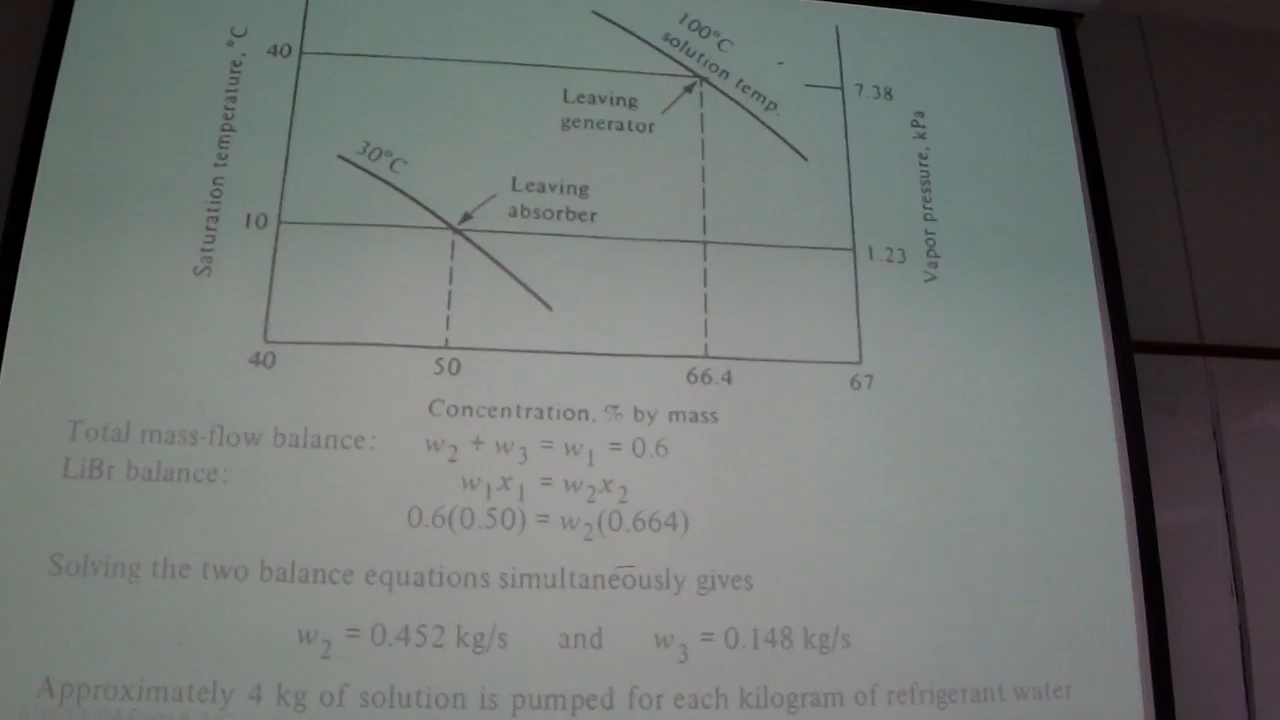 Saturation temperature, °C
40
10
40
50
66.4
67
30°C
100°C
solution temp.
Leaving
generator
Leaving
absorber
7.38
1.23
Vapor pressure, kPa
Concentration, % by mass
Total mass-flow balance: w₂ + w₃ = w₁ = 0.6
LiBr balance: w₁x₁ = w₂x₂
0.6(0.50) = w₂(0.664)
Solving the two balance equations simultaneously gives
w₂ = 0.452 kg/s and w₃ = 0.148 kg/s
Approximately 4 kg of solution is pumped for each kilogram of refrigerant water